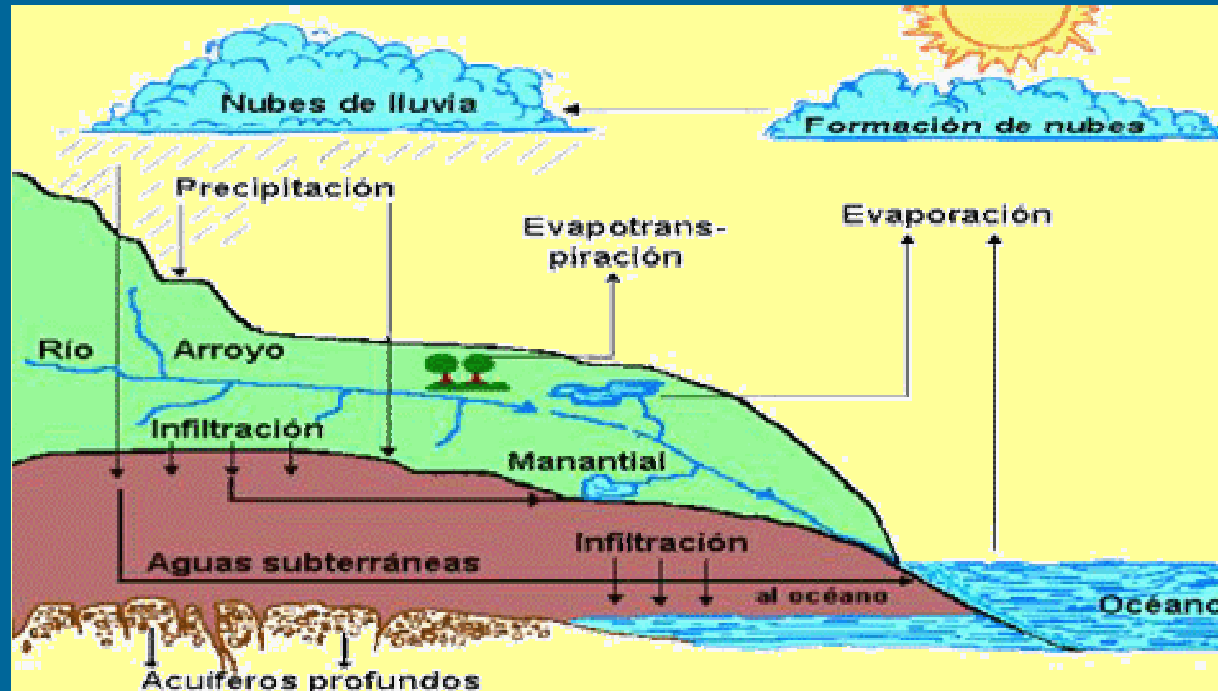 Nubes de lluvia
Formación de nubes
Precipitación
Evapotrans-
piración
Evaporación
Río
Arroyo
Infiltración
Manantial
Infiltración
Aguas subterráneas
al océano
Océano
Acuíferos profundos